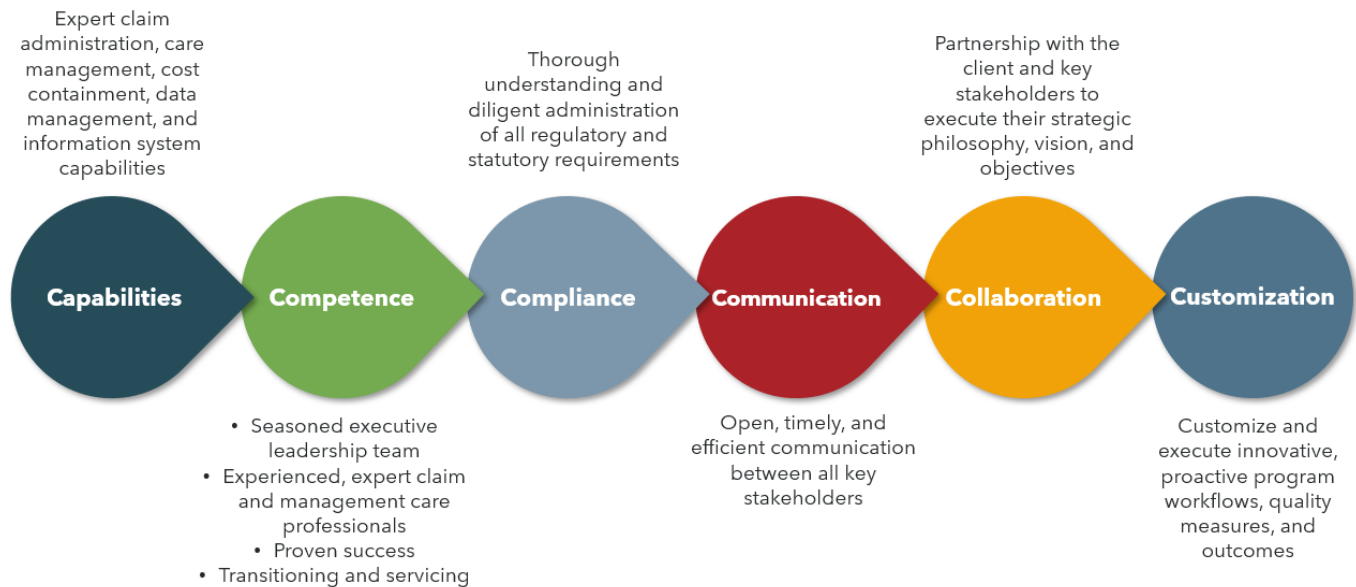 Expert claim
administration, care
management, cost
containment, data
management, and
information system
capabilities
Capabilities
Competence
• Seasoned executive
leadership team
• Experienced, expert claim
and management care
professionals
• Proven success
• Transitioning and servicing
Thorough
understanding and
diligent administration
of all regulatory and
statutory requirements
Compliance
Communication
Open, timely, and
efficient communication
between all key
stakeholders
Partnership with the
client and key
stakeholders to
execute their strategic
philosophy, vision, and
objectives
Collaboration
Customization
Customize and
execute innovative,
proactive program
workflows, quality
measures, and
outcomes